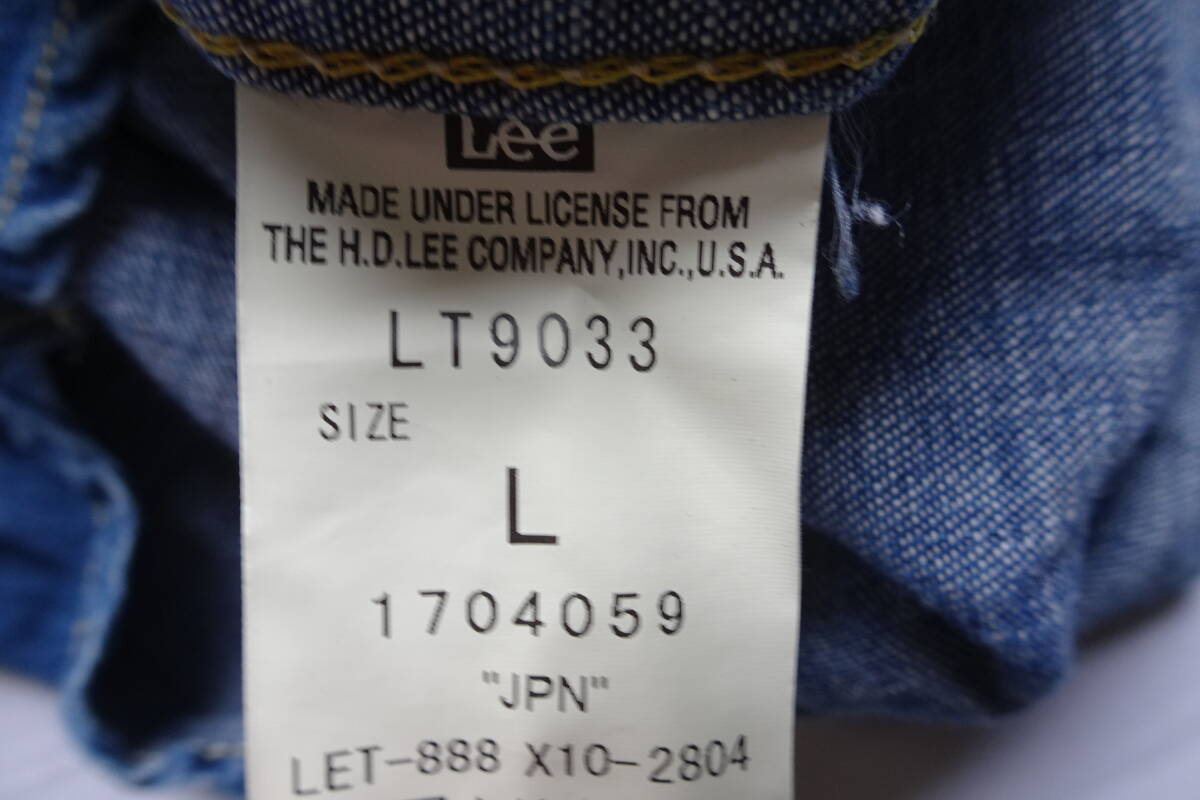 Lee
MADE UNDER LICENSE FROM
THE H.D.LEE COMPANY,INC.,U.S.A.
LT9033
SIZE
L
1704059
"JPN"
LET-888 X10-2804